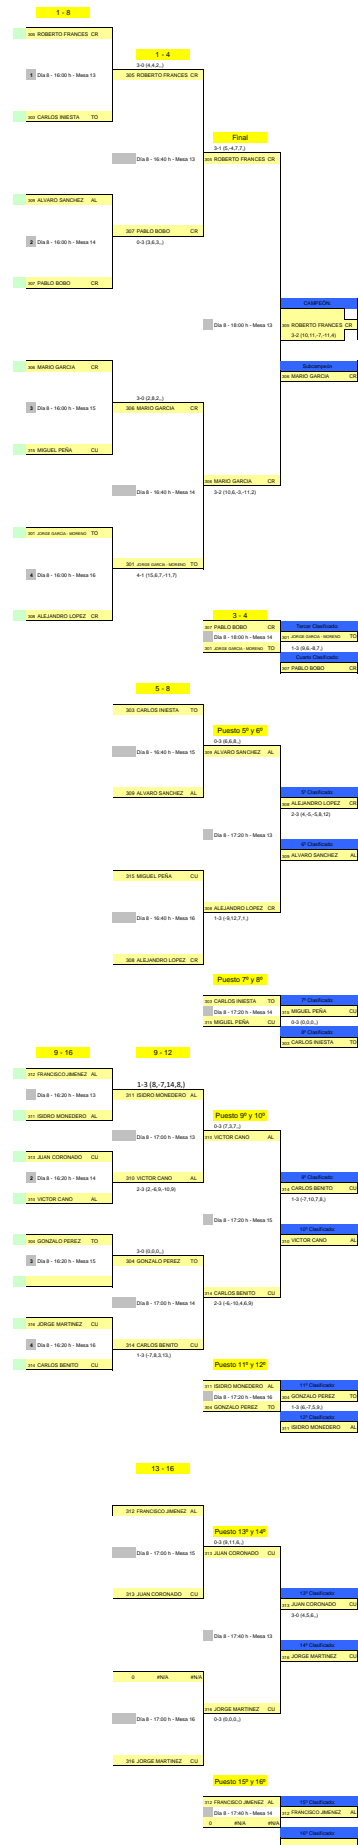 1 - 8
305 ROBERTO FRANCES CR
1 - 4
3-0 (4,4,2,,)
1 Día 8 - 16:00 h - Mesa 13
305 ROBERTO FRANCES CR
303 CARLOS INIESTA TO
Final
3-1 (5,-4,7,7,)
Día 8 - 16:40 h - Mesa 13
305 ROBERTO FRANCES CR
309 ALVARO SANCHEZ AL
307 PABLO BOBO CR
2 Día 8 - 16:00 h - Mesa 14
0-3 (3,6,3,,)
307 PABLO BOBO CR
CAMPEÓN
Día 8 - 18:00 h - Mesa 13
305 ROBERTO FRANCES CR
3-2 (10,11,-7,-11,4)
306 MARIO GARCIA CR
Subcampeón
306 MARIO GARCIA CR
3-0 (2,8,2,,)
3 Día 8 - 16:00 h - Mesa 15
306 MARIO GARCIA CR
315 MIGUEL PEÑA CU
306 MARIO GARCIA CR
Día 8 - 16:40 h - Mesa 14
3-2 (10,6,-3,-11,2)
301 JORGE GARCIA - MORENO TO
301 JORGE GARCIA - MORENO TO
4 Día 8 - 16:00 h - Mesa 16
4-1 (15,6,7,-11,7)
308 ALEJANDRO LOPEZ CR
3 - 4
307 PABLO BOBO CR
Tercer Clasificado
Día 8 - 18:00 h - Mesa 14
301 JORGE GARCIA - MORENO TO
301 JORGE GARCIA - MORENO TO
1-3 (9,6,-8,7,)
Cuarto Clasificado
307 PABLO BOBO CR
5 - 8
303 CARLOS INIESTA TO
Puesto 5º y 6º
0-3 (6,6,8,,)
Día 8 - 16:40 h - Mesa 15
309 ALVARO SANCHEZ AL
309 ALVARO SANCHEZ AL
5º Clasificado
308 ALEJANDRO LOPEZ CR
2-3 (4,-5,-5,8,12)
Día 8 - 17:20 h - Mesa 13
6º Clasificado
309 ALVARO SANCHEZ AL
315 MIGUEL PEÑA CU
308 ALEJANDRO LOPEZ CR
Día 8 - 16:40 h - Mesa 16
1-3 (-9,12,7,1,)
308 ALEJANDRO LOPEZ CR
Puesto 7º y 8º
303 CARLOS INIESTA TO
7º Clasificado
Día 8 - 17:20 h - Mesa 14
315 MIGUEL PEÑA CU
315 MIGUEL PEÑA CU
0-3 (0,0,0,,)
8º Clasificado
303 CARLOS INIESTA TO
9 - 16
9 - 12
312 FRANCISCO JIMENEZ AL
1-3 (8,-7,14,8,)
Día 8 - 16:20 h - Mesa 13
311 ISIDRO MONEDERO AL
311 ISIDRO MONEDERO AL
Puesto 9º y 10º
0-3 (7,3,7,,)
Día 8 - 17:00 h - Mesa 13
310 VICTOR CANO AL
313 JUAN CORONADO CU
2 Día 8 - 16:20 h - Mesa 14
310 VICTOR CANO AL
2-3 (2,-6,9,-10,9)
310 VICTOR CANO AL
9º Clasificado
314 CARLOS BENITO CU
1-3 (-7,10,7,8,)
Día 8 - 17:20 h - Mesa 15
10º Clasificado
310 VICTOR CANO AL
304 GONZALO PEREZ TO
3-0 (0,0,0,,)
3 Día 8 - 16:20 h - Mesa 15
304 GONZALO PEREZ TO
314 CARLOS BENITO CU
Día 8 - 17:00 h - Mesa 14
2-3 (-6,-10,4,6,9)
316 JORGE MARTINEZ CU
4 Día 8 - 16:20 h - Mesa 16
314 CARLOS BENITO CU
1-3 (-7,8,3,13,)
314 CARLOS BENITO CU
Puesto 11º y 12º
311 ISIDRO MONEDERO AL
11º Clasificado
Día 8 - 17:20 h - Mesa 16
304 GONZALO PEREZ TO
304 GONZALO PEREZ TO
1-3 (6,-7,5,9,)
12º Clasificado
311 ISIDRO MONEDERO AL
13 - 16
312 FRANCISCO JIMENEZ AL
Puesto 13º y 14º
0-3 (9,11,6,,)
Día 8 - 17:00 h - Mesa 15
313 JUAN CORONADO CU
313 JUAN CORONADO CU
13º Clasificado
313 JUAN CORONADO CU
3-0 (4,5,6,,)
Día 8 - 17:40 h - Mesa 13
14º Clasificado
316 JORGE MARTINEZ CU
0 #N/A #N/A
316 JORGE MARTINEZ CU
Día 8 - 17:00 h - Mesa 16
0-3 (0,0,0,,)
316 JORGE MARTINEZ CU
Puesto 15º y 16º
312 FRANCISCO JIMENEZ AL
15º Clasificado
Día 8 - 17:40 h - Mesa 14
312 FRANCISCO JIMENEZ AL
0 #N/A #N/A
16º Clasificado